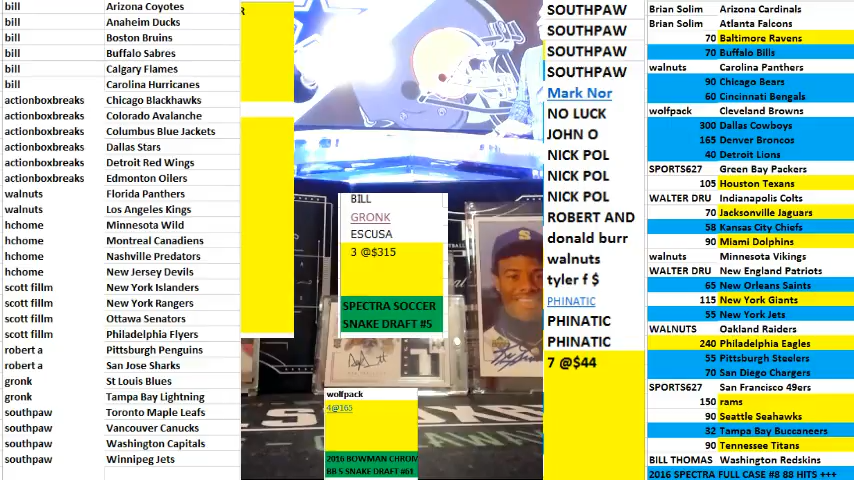 bill Arizona Coyotes
bill Anaheim Ducks
bill Boston Bruins
bill Buffalo Sabres
bill Calgary Flames
bill Carolina Hurricanes
actionboxbreaks Chicago Blackhawks
actionboxbreaks Colorado Avalanche
actionboxbreaks Columbus Blue Jackets
actionboxbreaks Dallas Stars
actionboxbreaks Detroit Red Wings
actionboxbreaks Edmonton Oilers
walnuts Florida Panthers
walnuts Los Angeles Kings
hchome Minnesota Wild
hchome Montreal Canadiens
hchome Nashville Predators
hchome New Jersey Devils
scott fillm New York Islanders
scott fillm New York Rangers
scott fillm Ottawa Senators
scott fillm Philadelphia Flyers
robert a Pittsburgh Penguins
robert a San Jose Sharks
gronk St Louis Blues
gronk Tampa Bay Lightning
southpaw Toronto Maple Leafs
southpaw Vancouver Canucks
southpaw Washington Capitals
southpaw Winnipeg Jets
R
BILL
GRONK
ESCUSA
3 @$315
SPECTRA SOCCER
SNAKE DRAFT #5
wolfpack
4@165
2016 BOWMAN CHROM
BB 5 SNAKE DRAFT #61
SOUTHPAW
SOUTHPAW
SOUTHPAW
SOUTHPAW
Mark Nor
NO LUCK
JOHN O
NICK POL
NICK POL
NICK POL
ROBERT AND
donald burr
walnuts
tyler f $
PHINATIC
PHINATIC
PHINATIC
7 @$44
Brian Solim Arizona Cardinals
Brian Solim Atlanta Falcons
70 Baltimore Ravens
70 Buffalo Bills
walnuts Carolina Panthers
90 Chicago Bears
60 Cincinnati Bengals
wolfpack Cleveland Browns
300 Dallas Cowboys
165 Denver Broncos
40 Detroit Lions
SPORTS627 Green Bay Packers
105 Houston Texans
WALTER DRU Indianapolis Colts
70 Jacksonville Jaguars
58 Kansas City Chiefs
90 Miami Dolphins
walnuts Minnesota Vikings
WALTER DRU New England Patriots
65 New Orleans Saints
115 New York Giants
55 New York Jets
WALNUTS Oakland Raiders
240 Philadelphia Eagles
55 Pittsburgh Steelers
70 San Diego Chargers
SPORTS627 San Francisco 49ers
150 rams
90 Seattle Seahawks
32 Tampa Bay Buccaneers
90 Tennessee Titans
BILL THOMAS Washington Redskins
2016 SPECTRA FULL CASE #8 88 HITS +++